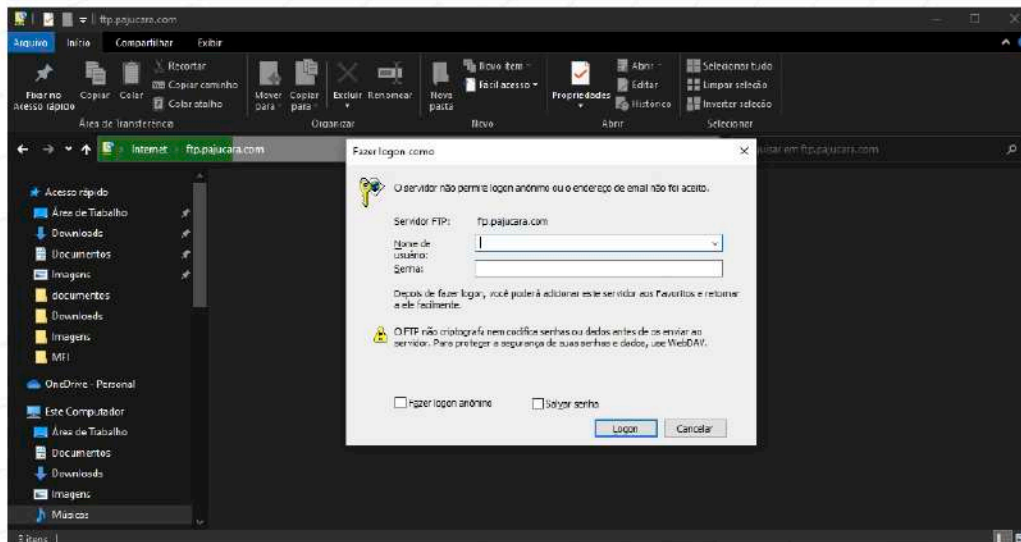 ftp.pajucara.com
Arquivo Início Compartilhar Exibir
Fixar no Acesso rápido
Copiar
Colar
Recortar
Copiar caminho
Colar atalho
Mover para
Copiar para
Excluir
Renomear
Nova pasta
Novo item
Fácil acesso
Propriedades
Abrir
Editar
Histórico
Selecionar tudo
Limpar seleção
Inverter seleção
Área de Transferência
Organizar
Novo
Abrir
Selecionar
Internet ftp.pajucara.com
Pesquisar em ftp.pajucara.com
Acesso rápido
Área de Trabalho
Downloads
Documentos
Imagens
documentos
Downloads
Imagens
MFI
OneDrive - Personal
Este Computador
Área de Trabalho
Documentos
Downloads
Imagens
Músicas
3 itens
Fazer logon como
O servidor não permite logon anônimo ou o endereço de email não foi aceito.
Servidor FTP: ftp.pajucara.com
Nome de
usuário:
Senha:
Depois de fazer logon, você poderá adicionar este servidor aos Favoritos e retornar
a ele facilmente.
O FTP não criptografa nem codifica senhas ou dados antes de os enviar ao
servidor. Para proteger a segurança de suas senhas e dados, use WebDAV.
Fazer logon anônimo
Salvar senha
Logon
Cancelar